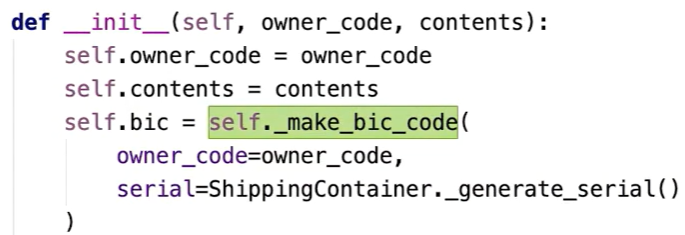 def __init__(self, owner_code, contents):
    self.owner_code = owner_code
    self.contents = contents
    self.bic = self._make_bic_code(
        owner_code=owner_code,
        serial=ShippingContainer._generate_serial()
    )